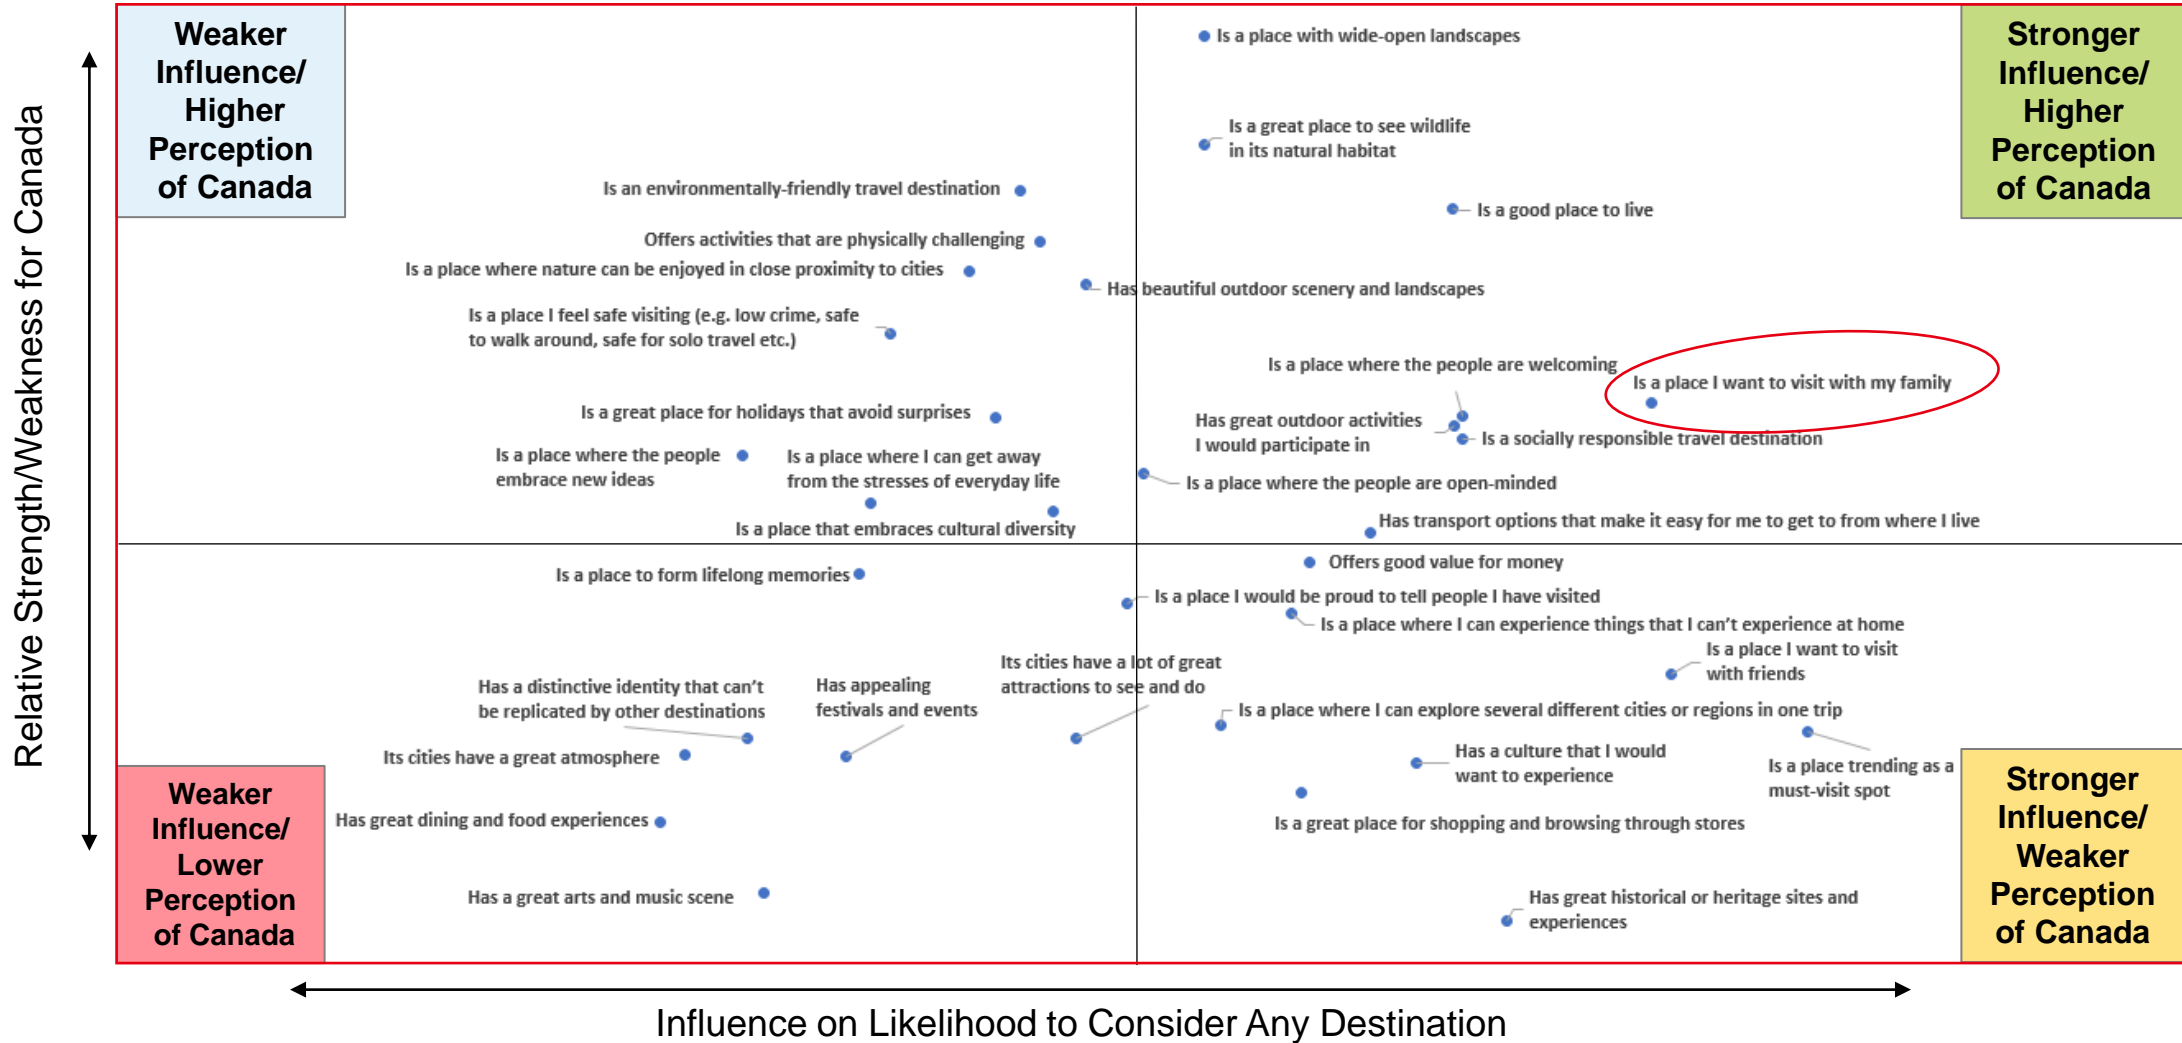 Weaker
Influence/
Higher
Perception
of Canada
Stronger
Influence/
Higher
Perception
of Canada
Relative Strength/Weakness for Canada
Is a place with wide-open landscapes
Is a great place to see wildlife
in its natural habitat
Is an environmentally-friendly travel destination
Is a good place to live
Offers activities that are physically challenging
Is a place where nature can be enjoyed in close proximity to cities
Has beautiful outdoor scenery and landscapes
Is a place I feel safe visiting (e.g. low crime, safe
to walk around, safe for solo travel etc.)
Is a place where the people are welcoming
Is a place I want to visit with my family
Is a great place for holidays that avoid surprises
Has great outdoor activities
I would participate in
Is a socially responsible travel destination
Is a place where the people
embrace new ideas
Is a place where I can get away
from the stresses of everyday life
Is a place where the people are open-minded
Is a place that embraces cultural diversity
Has transport options that make it easy for me to get to from where I live
Is a place to form lifelong memories
Offers good value for money
Is a place I would be proud to tell people I have visited
Is a place where I can experience things that I can't experience at home
Its cities have a lot of great
attractions to see and do
Is a place I want to visit
with friends
Has a distinctive identity that can't
be replicated by other destinations
Has appealing
festivals and events
Is a place where I can explore several different cities or regions in one trip
Its cities have a great atmosphere
Has a culture that I would
want to experience
Is a place trending as a
must-visit spot
Has great dining and food experiences
Is a great place for shopping and browsing through stores
Has a great arts and music scene
Has great historical or heritage sites and
experiences
Weaker
Influence/
Lower
Perception
of Canada
Stronger
Influence/
Weaker
Perception
of Canada
Influence on Likelihood to Consider Any Destination